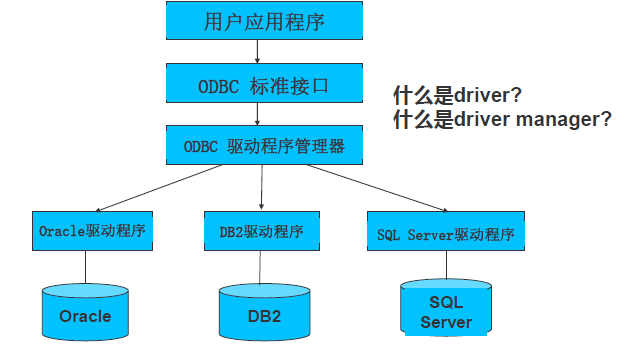 用户应用程序
ODBC 标准接口
什么是driver?
什么是driver manager?
ODBC 驱动程序管理器
Oracle驱动程序
DB2驱动程序
SQL Server驱动程序
Oracle
DB2
SQL
Server